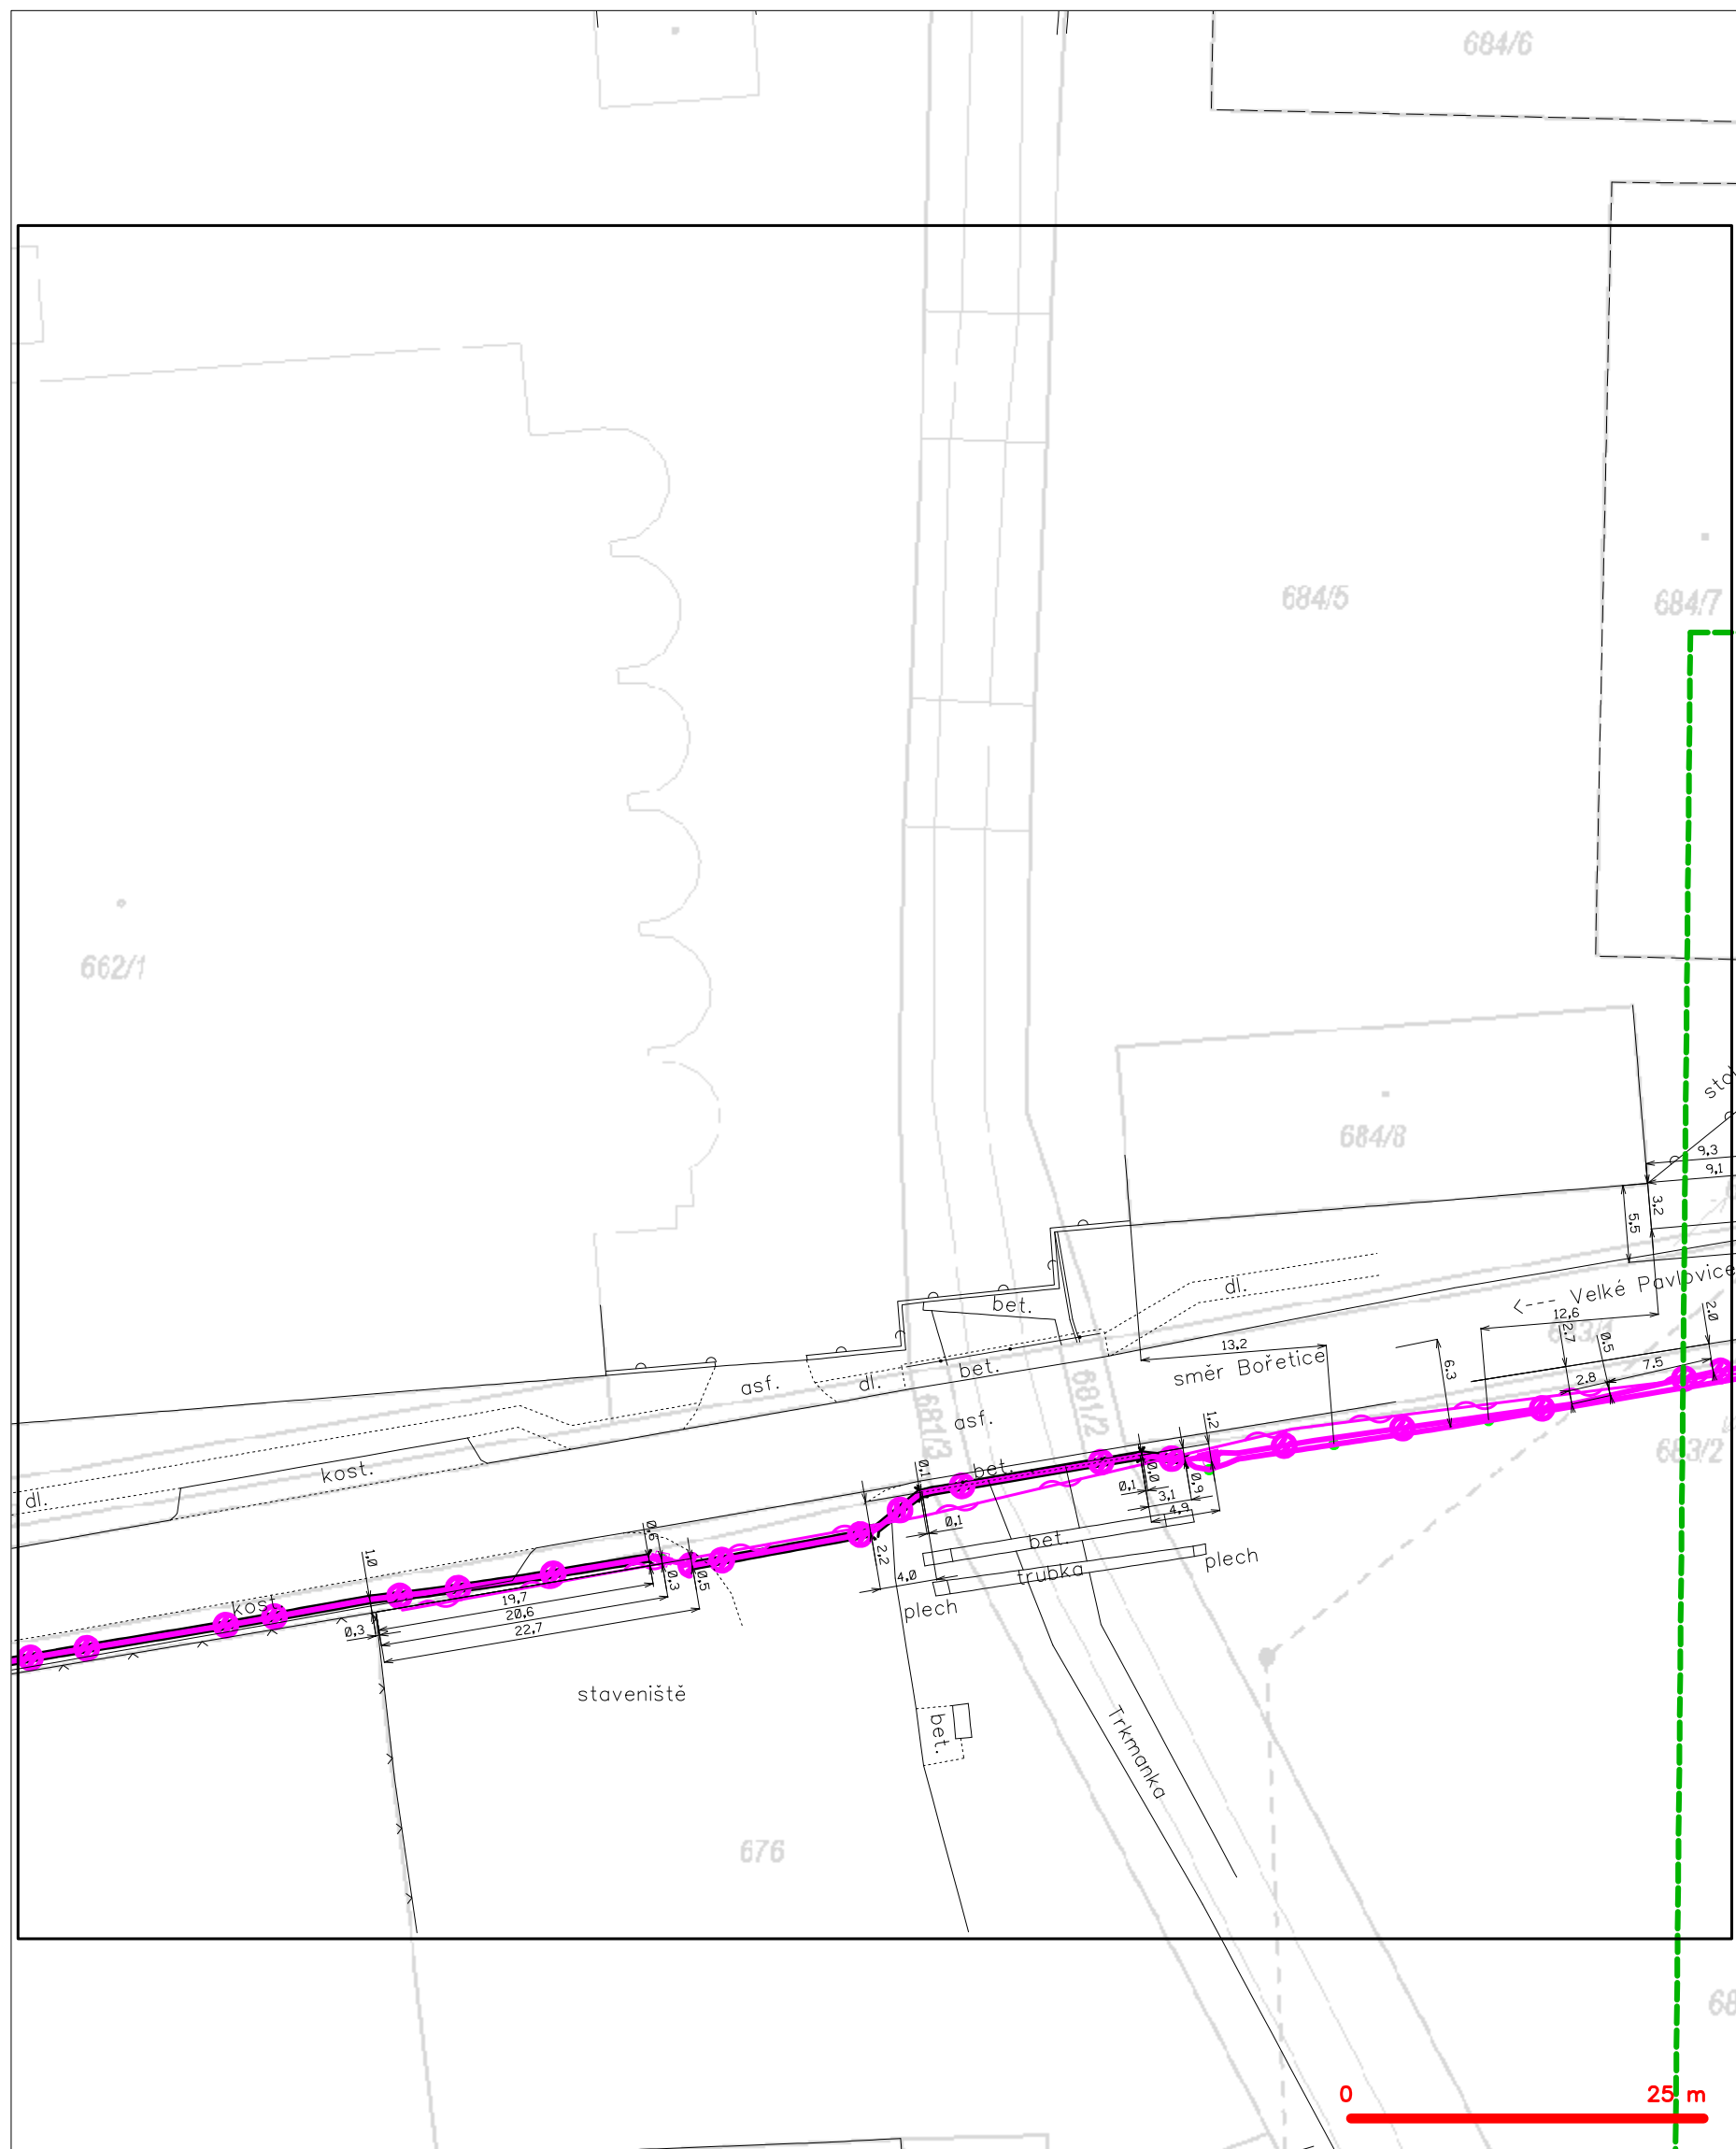 684/6
684/5
684/7
662/1
684/8
9,3
9,1
3,2
5,5
<--- Velké Pavlovice
dl.
bet.
12,6
2.0
2.7
0.5
13,2
směr Bořetice
6.3
7.5
2.8
bet.
asf.
dl.
681/3
681/2
asf.
683/2
kost.
dl.
1,2
bet.
0,1
0,0
0,1
0,9
3,1
4,9
0,1
bet.
2,2
plech
trubka
4,0
plech
0,6
1,0
0,3
0,5
kost.
19,7
20,6
22,7
0,3
staveniště
bet.
Trkmanka
676
0
25 m